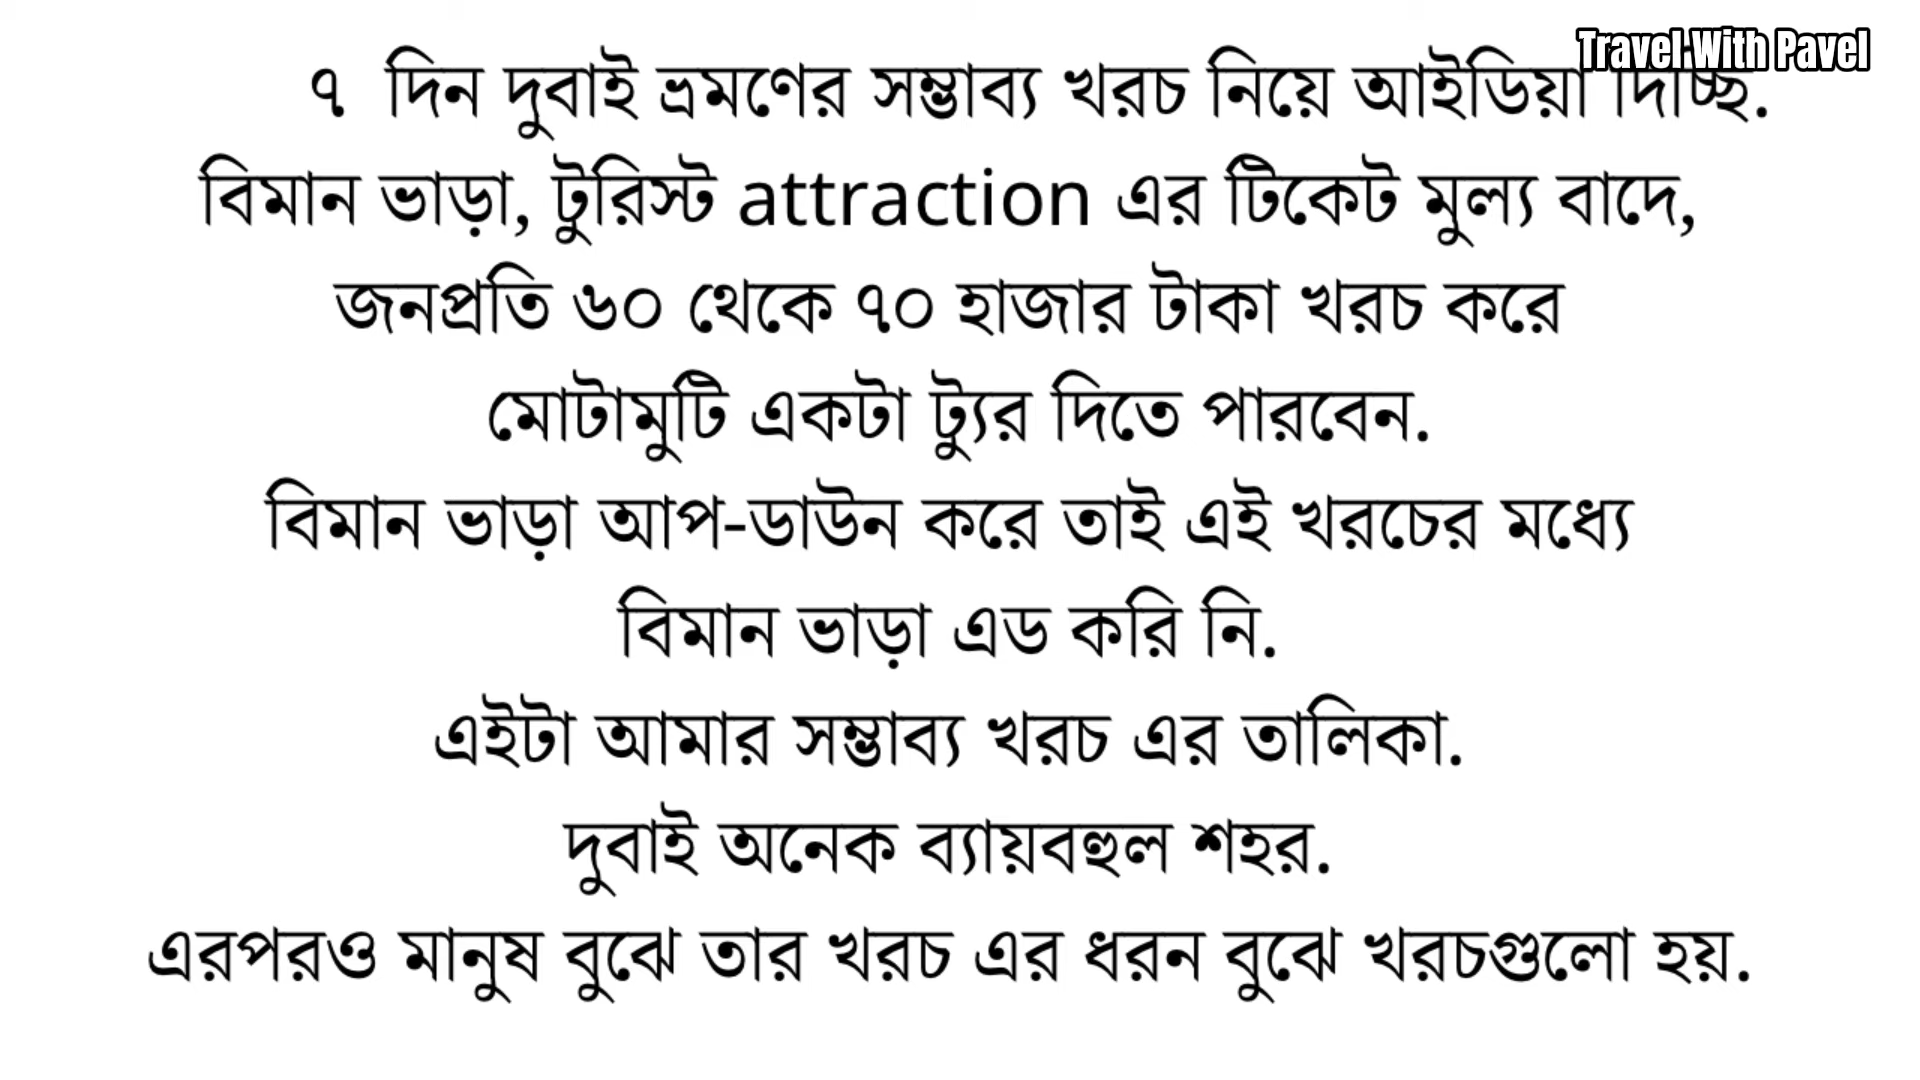 Travel With Pavel
৭ দিন দুবাই ভ্রমণের সম্ভাব্য খরচ নিয়ে আইডিয়া দিচ্ছি.
বিমান ভাড়া, টুরিস্ট attraction এর টিকেট মুল্য বাদে,
জনপ্রতি ৬০ থেকে ৭০ হাজার টাকা খরচ করে
মোটামুটি একটা ট্যুর দিতে পারবেন.
বিমান ভাড়া আপ-ডাউন করে তাই এই খরচের মধ্যে
বিমান ভাড়া এড করি নি.
এইটা আমার সম্ভাব্য খরচ এর তালিকা.
দুবাই অনেক ব্যায়বহুল শহর.
এরপরও মানুষ বুঝে তার খরচ এর ধরন বুঝে খরচগুলো হয়.